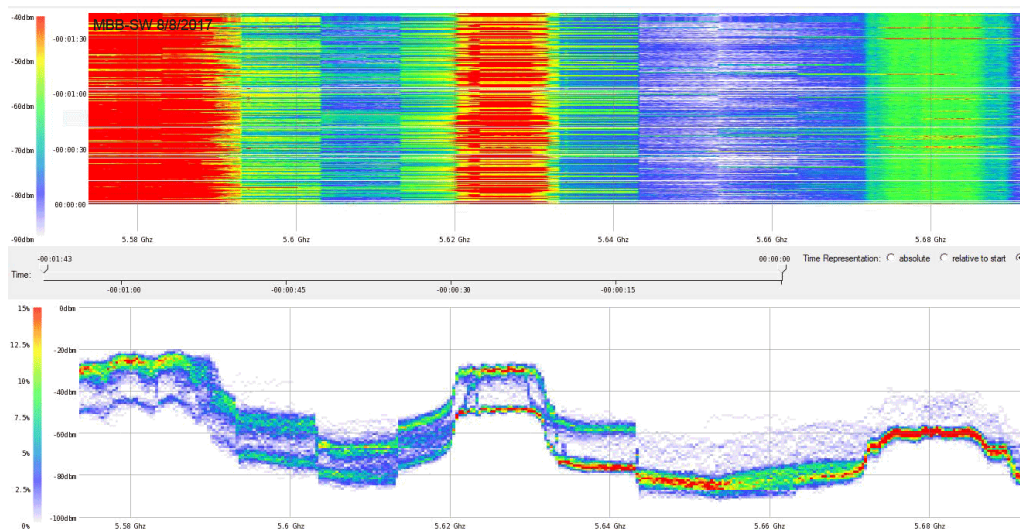 -40dbm
MBB-SW 8/8/2017
-00:01:30
-50dbm
-00:01:00
-60dbm
-70dbm
-00:00:30
-80dbm
00:00:00
-90dbm
5.58 Ghz 5.6 Ghz 5.62 Ghz 5.64 Ghz 5.66 Ghz 5.68 Ghz
-00:01:43 00:00:00 Time Representation: absolute relative to start
Time:
-00:01:00 -00:00:45 -00:00:30 -00:00:15
15% 0dbm
12.5% -20dbm
10%
-40dbm
7.5%
-60dbm
5%
2.5% -80dbm
0% -100dbm
5.58 Ghz 5.6 Ghz 5.62 Ghz 5.64 Ghz 5.66 Ghz 5.68 Ghz